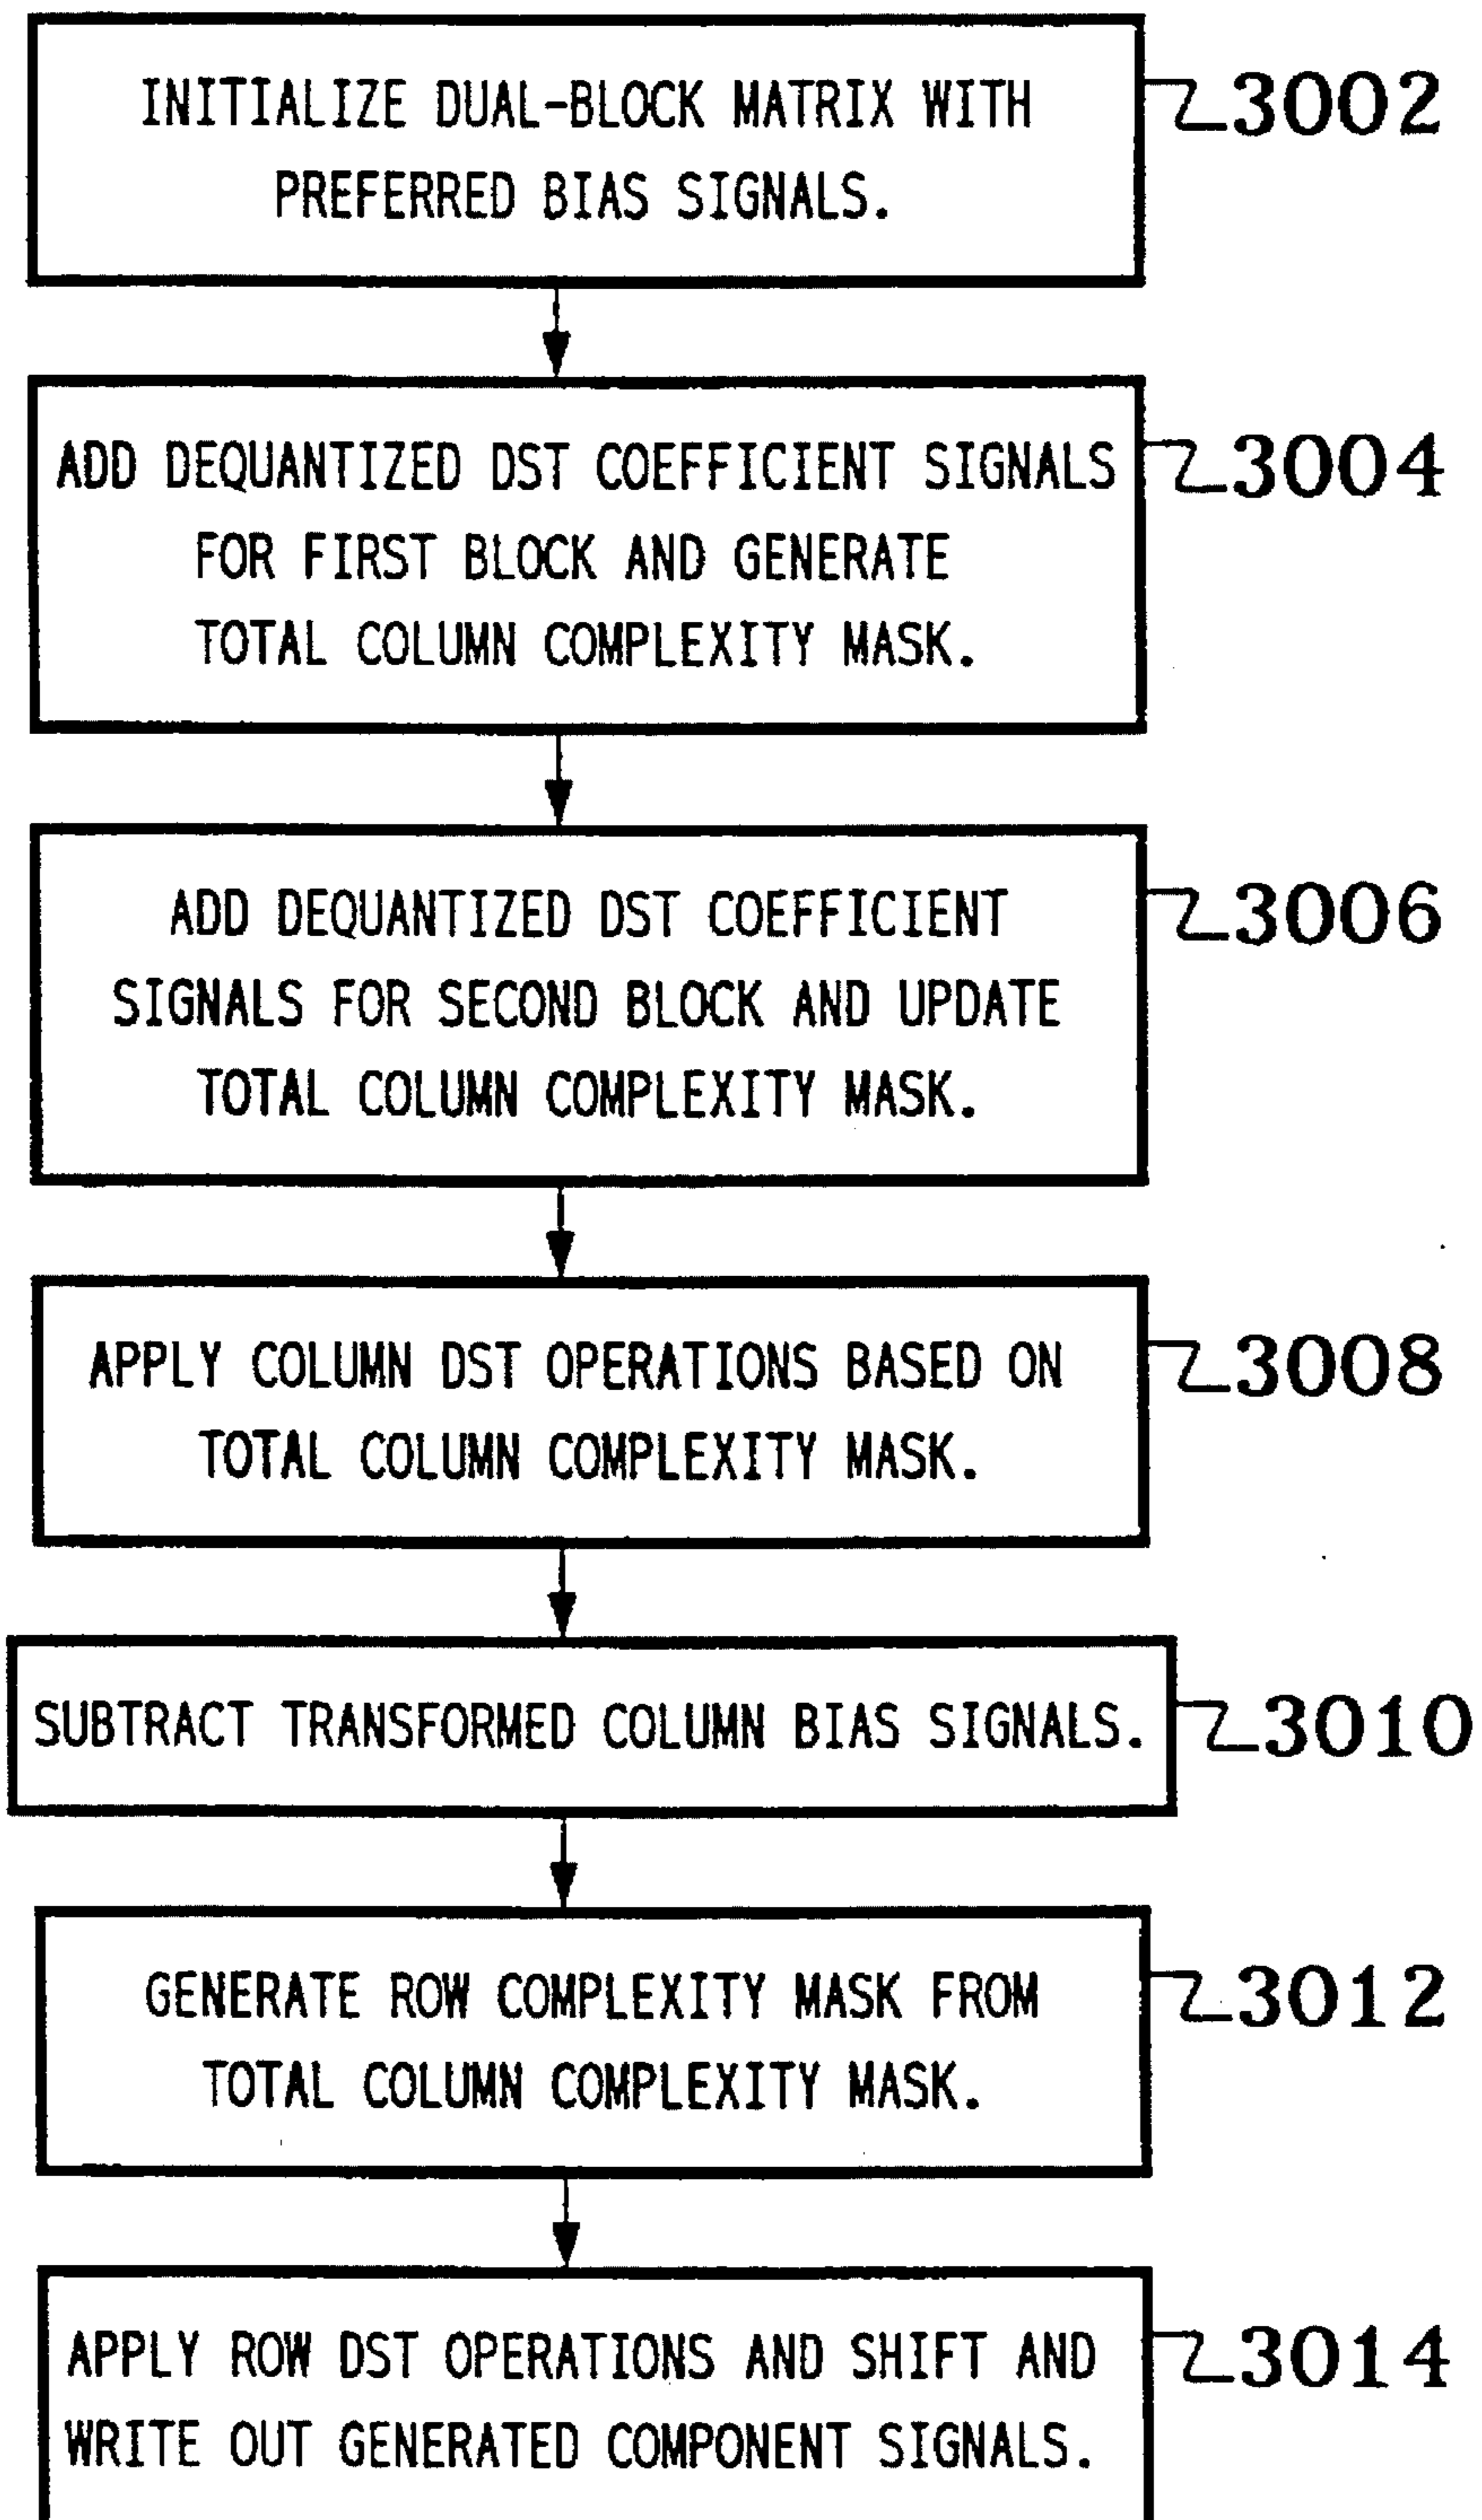 INITIALIZE DUAL-BLOCK MATRIX WITH
PREFERRED BIAS SIGNALS.
3002
ADD DEQUANTIZED DST COEFFICIENT SIGNALS
FOR FIRST BLOCK AND GENERATE
TOTAL COLUMN COMPLEXITY MASK.
3004
ADD DEQUANTIZED DST COEFFICIENT
SIGNALS FOR SECOND BLOCK AND UPDATE
TOTAL COLUMN COMPLEXITY MASK.
3006
APPLY COLUMN DST OPERATIONS BASED ON
TOTAL COLUMN COMPLEXITY MASK.
3008
SUBTRACT TRANSFORMED COLUMN BIAS SIGNALS.
3010
GENERATE ROW COMPLEXITY MASK FROM
TOTAL COLUMN COMPLEXITY MASK.
3012
APPLY ROW DST OPERATIONS AND SHIFT AND
WRITE OUT GENERATED COMPONENT SIGNALS.
3014